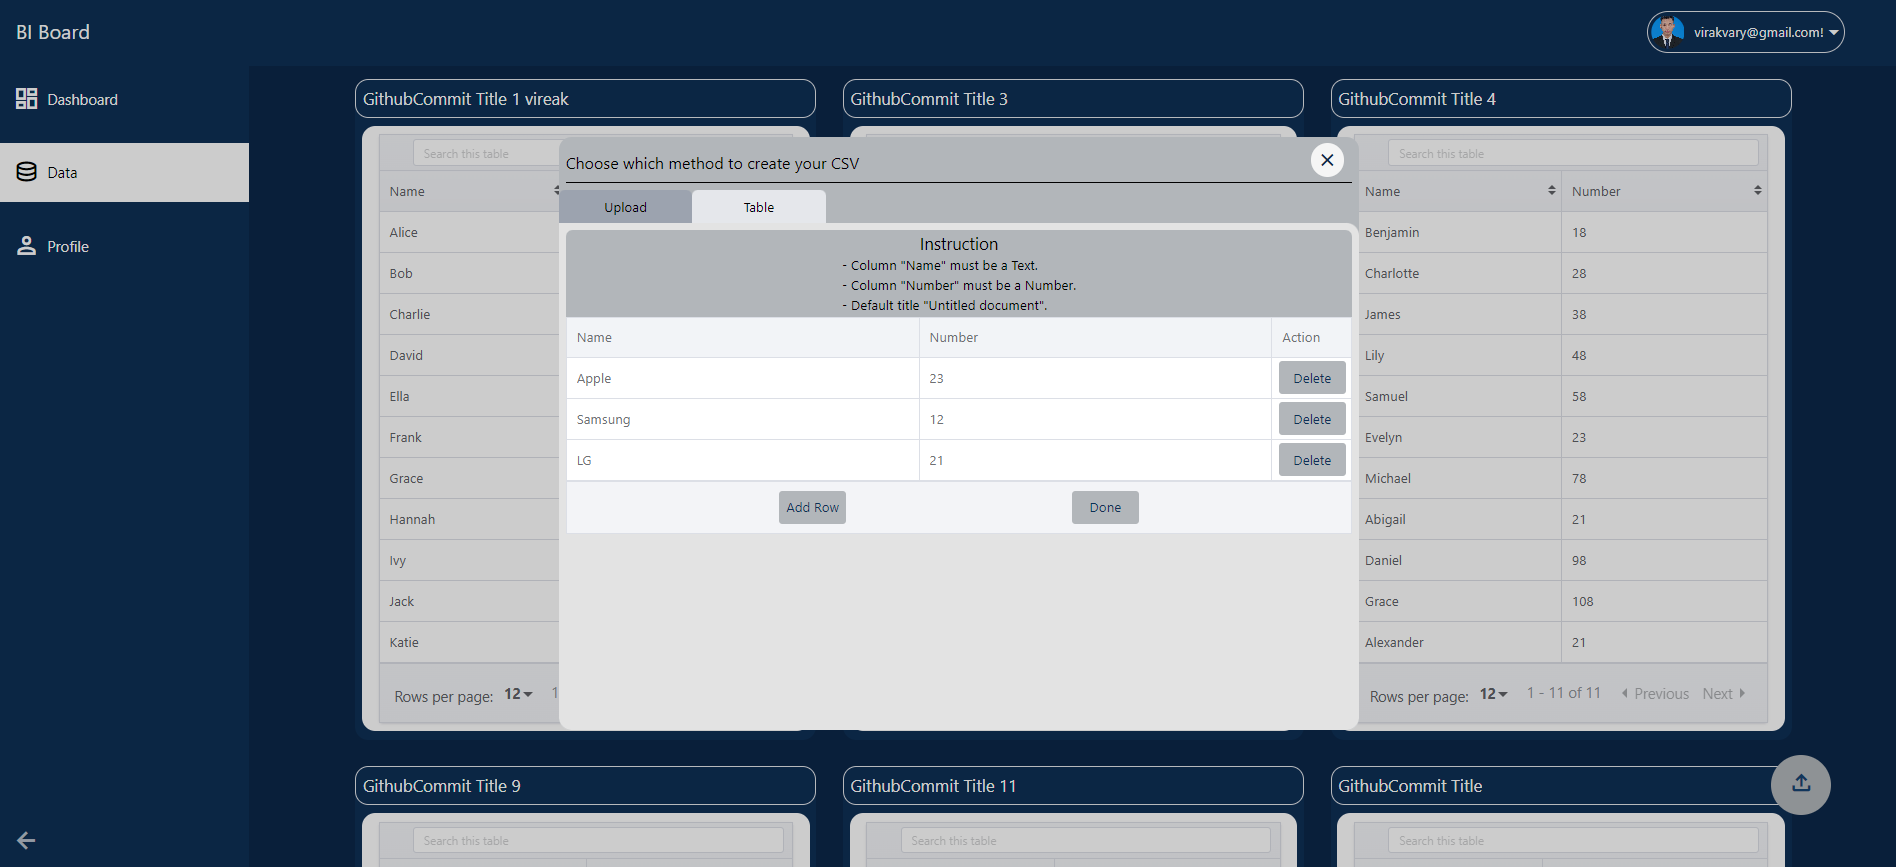 BI Board
virakvary@gmail.com!
Dashboard
Data
Profile
GithubCommit Title 1 vireak
Search this table
Name
Alice
Bob
Charlie
David
Ella
Frank
Grace
Hannah
Ivy
Jack
Katie
Rows per page: 12 1
GithubCommit Title 3
Choose which method to create your CSV
Upload Table
Instruction
- Column "Name" must be a Text.
- Column "Number" must be a Number.
- Default title "Untitled document".
Name Number Action
Apple 23 Delete
Samsung 12 Delete
LG 21 Delete
Add Row Done
GithubCommit Title 4
Search this table
Name Number
Benjamin 18
Charlotte 28
James 38
Lily 48
Samuel 58
Evelyn 23
Michael 78
Abigail 21
Daniel 98
Grace 108
Alexander 21
Rows per page: 12 1 - 11 of 11 Previous Next
GithubCommit Title 9
Search this table
GithubCommit Title 11
Search this table
GithubCommit Title
Search this table